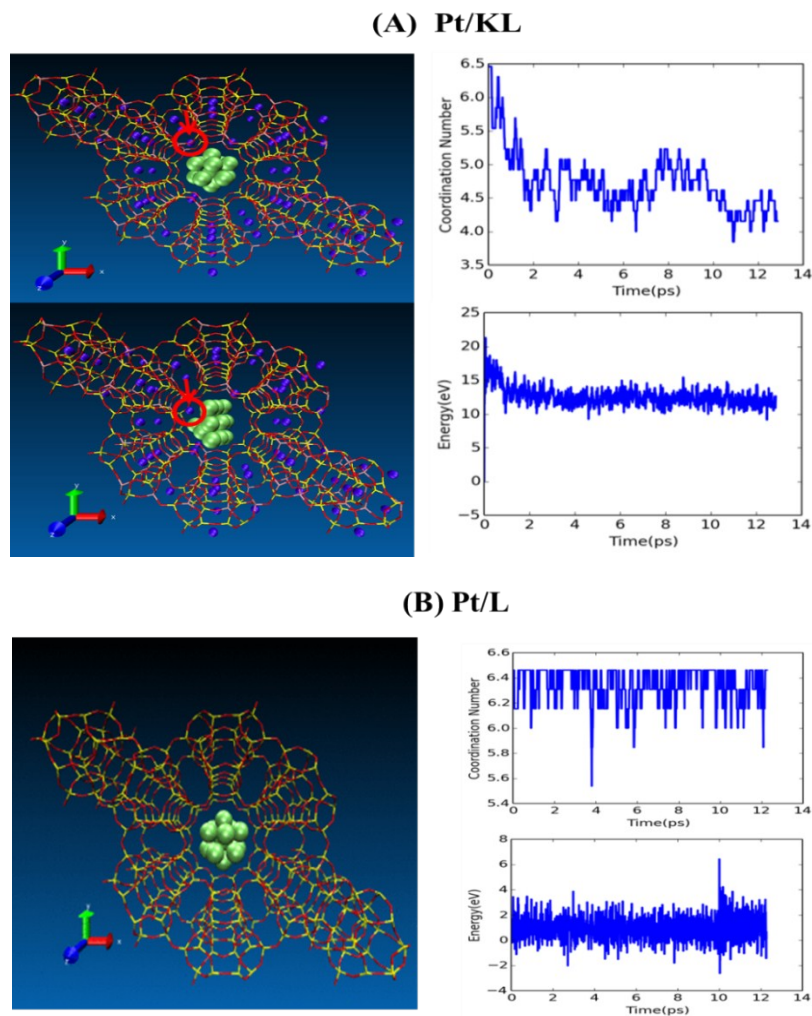 (A) Pt/KL
6.5
6.0
5.5
5.0
4.5
4.0
3.5
Coordination Number
0 2 4 6 8 10 12 14
Time(ps)
25
20
15
10
5
0
−5
Energy(eV)
0 2 4 6 8 10 12 14
Time(ps)
y
x
z
y
x
z
(B) Pt/L
6.6
6.4
6.2
6.0
5.8
5.6
5.4
Coordination Number
0 2 4 6 8 10 12 14
Time(ps)
8
6
4
2
0
−2
−4
Energy(eV)
0 2 4 6 8 10 12 14
Time(ps)
y
x
z